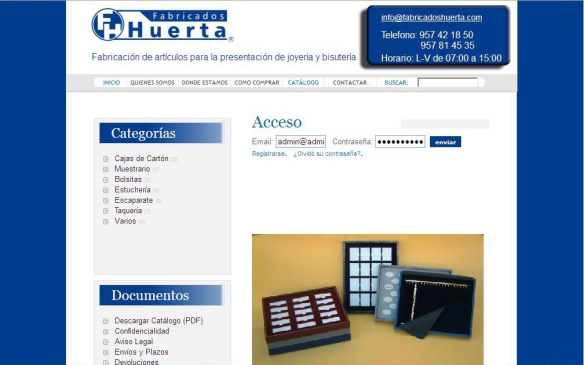 Fabricados
Huerta®
Fabricación de artículos para la presentación de joyería y bisutería
info@fabricadoshuerta.com
Telefono: 957 42 18 50
957 81 45 35
Horario: L-V de 07:00 a 15:00
INICIO QUIENES SOMOS DONDE ESTAMOS COMO COMPRAR CATÁLOGO CONTACTAR BUSCAR:
Categorías
Cajas de Cartón
Muestrario
Bolsitas
Estuchería
Escaparate
Taquería
Varios
Acceso
Email: admin@admi Contraseña: •••••••••• enviar
Registrarse. ¿Olvidó su contraseña?.
Documentos
Descargar Catálogo (PDF)
Confidencialidad
Aviso Legal
Envíos y Plazos
Devoluciones